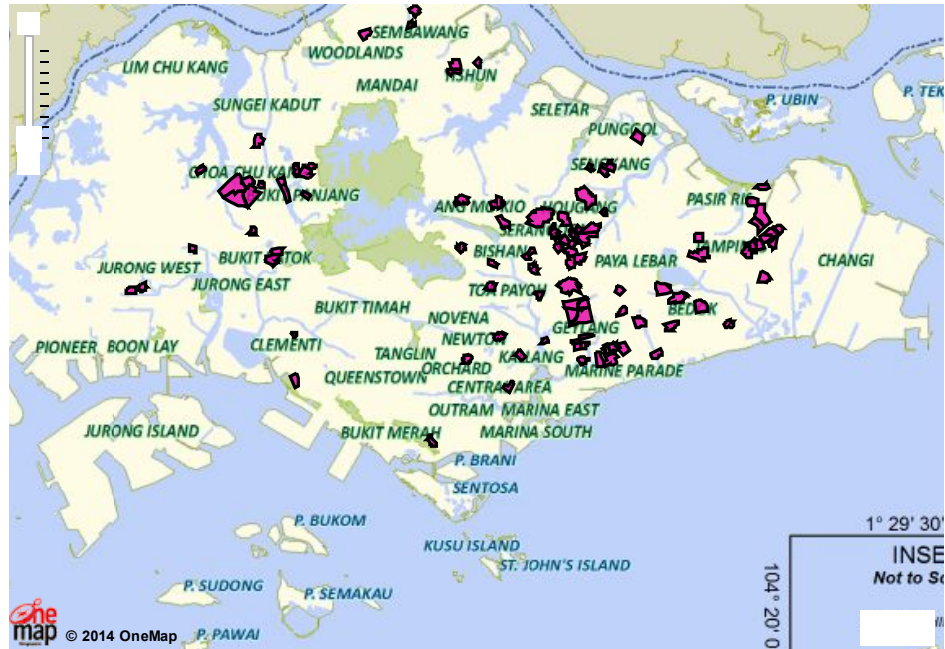 SEMBAWANG
WOODLANDS
LIM CHU KANG
MANDAI
SUNGEI KADUT
SELETAR
P. UBIN
P. TEK
PUNGGOL
PASIR RIS
ANG MO KIO
HOUGANG
BISHAN
PAYA LEBAR
CHANGI
JURONG WEST
JURONG EAST
TOA PAYOH
BUKIT TIMAH
NOVENA
BEDOK
GEYLANG
PIONEER
BOON LAY
CLEMENTI
NEWTON
TANGLIN
KALLANG
ORCHARD
QUEENSTOWN
MARINE PARADE
CENTRAL AREA
OUTRAM
MARINA EAST
JURONG ISLAND
BUKIT MERAH
MARINA SOUTH
P. BRANI
SENTOSA
P. BUKOM
KUSU ISLAND
ST. JOHN'S ISLAND
P. SUDONG
P. SEMAKAU
P. PAWAI
1° 29' 30'
INSE
Not to Sc
104° 20' 0
One
map
© 2014 OneMap